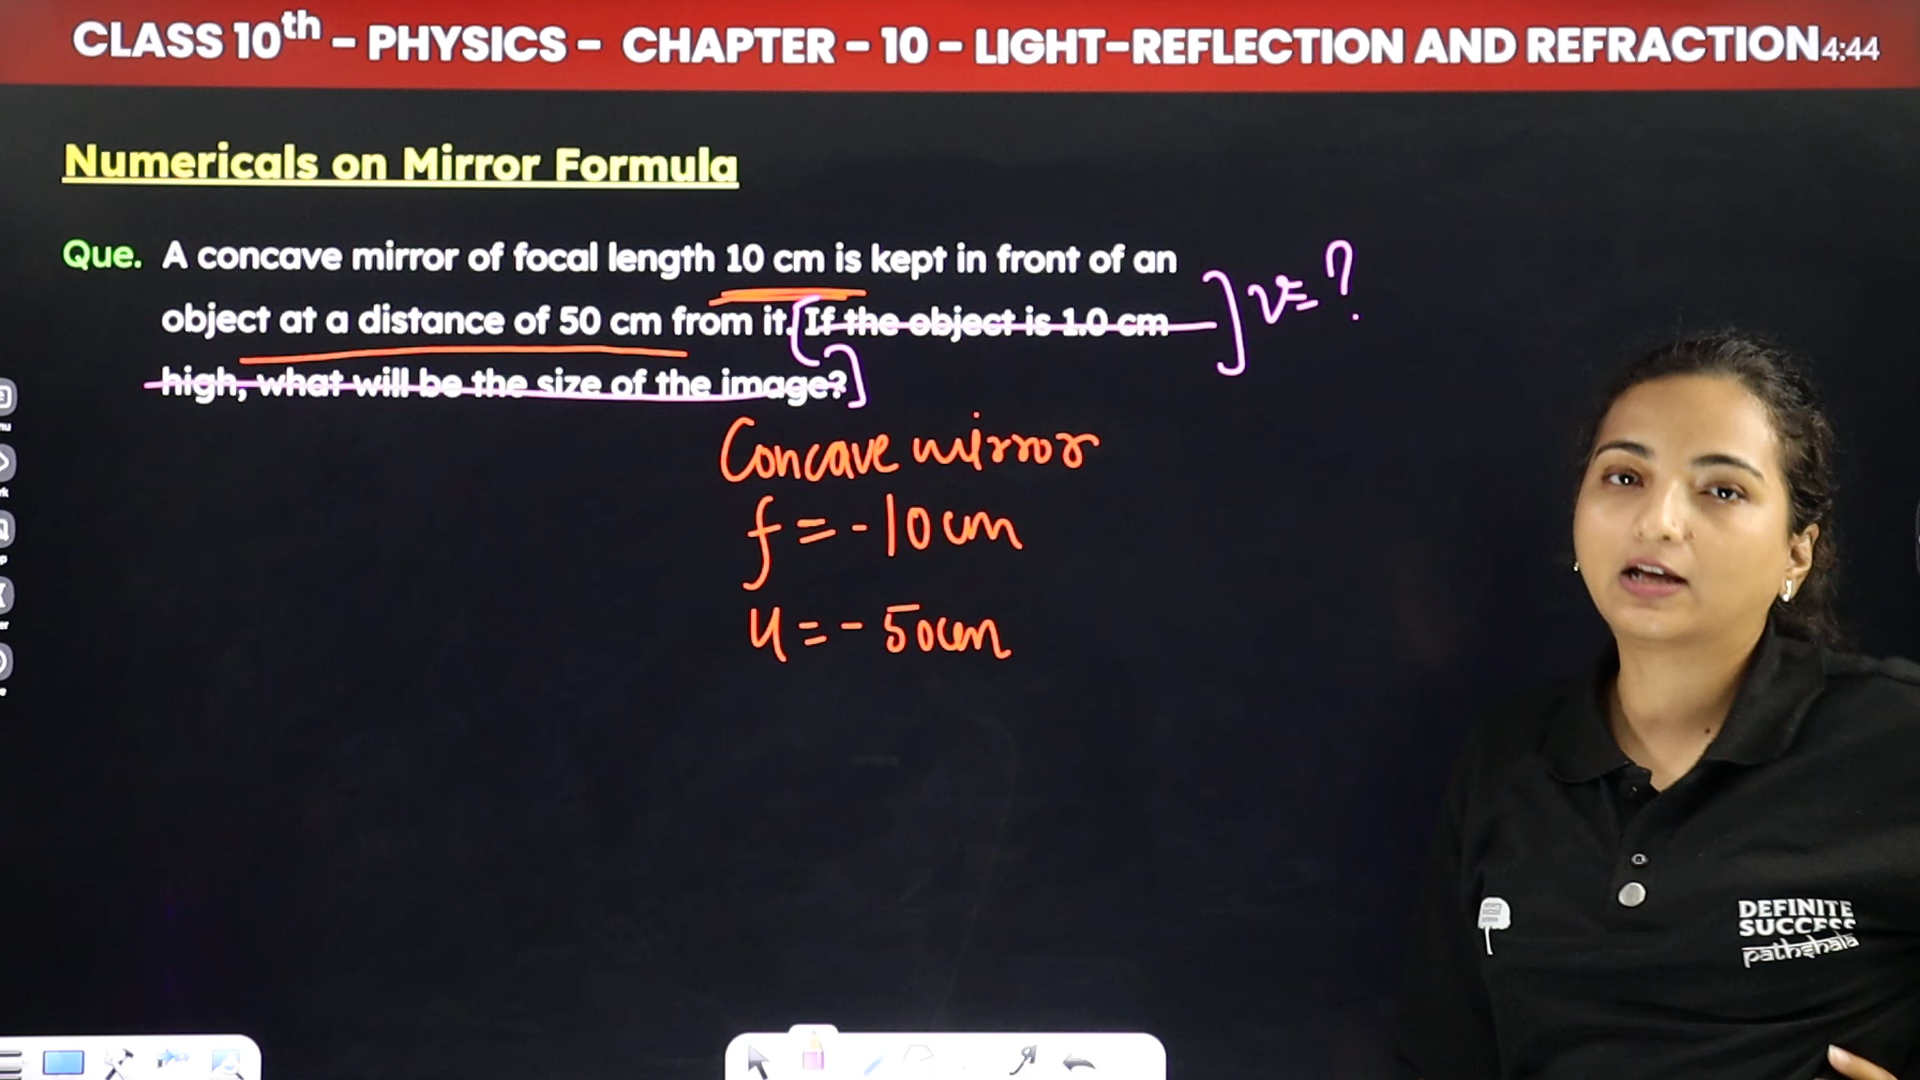 CLASS 10th - PHYSICS - CHAPTER - 10 - LIGHT-REFLECTION AND REFRACTION 4:44
Numericals on Mirror Formula
Que. A concave mirror of focal length 10 cm is kept in front of an
object at a distance of 50 cm from it. [If the object is 1.0 cm ] v = ?
high, what will be the size of the image?]
Concave mirror
f = -10 cm
u = - 50cm
DEFINITE
SUCCESS
pathshala